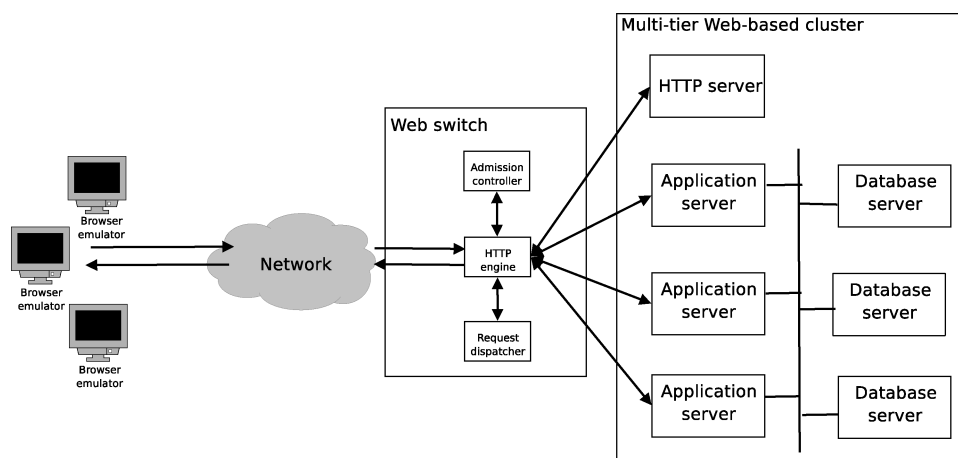 Multi-tier Web-based cluster
HTTP server
Web switch
Admission
controller
Application
server
Database
server
Browser
emulator
HTTP
engine
Network
Browser
emulator
Application
server
Database
server
Request
dispatcher
Browser
emulator
Application
server
Database
server